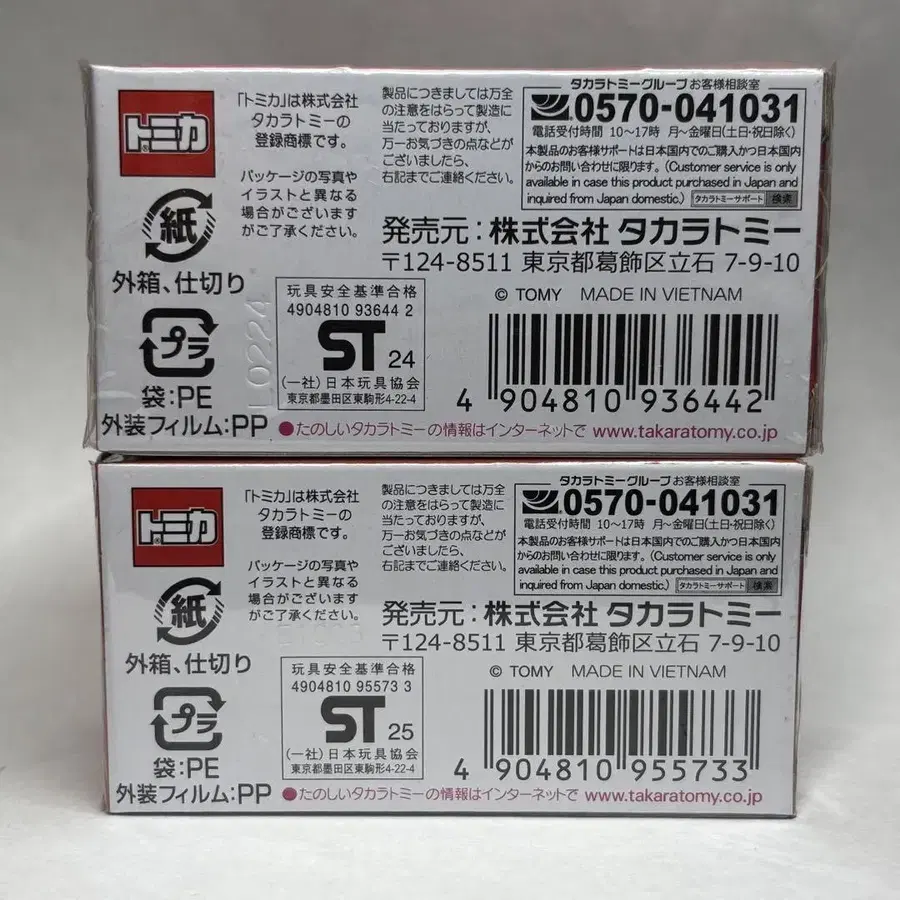 トミカ
「トミカ」は株式会社
タカラトミーの
登録商標です。
パッケージの写真や
イラストと異なる
場合がございます
がご了承ください。
製品につきましては万全
の注意をはらって製造に
当たっておりますが、
万一お気づきの点などが
ございましたら、
右記までご連絡ください。
タカラトミーグループお客様相談室
0570-041031
電話受付時間 10〜17時 月〜金曜日(土日・祝日除く)
本製品のお客様サポートは日本国内でのご購入かつ日本国内
からのお問い合わせに限ります。(Customer service is only
available in case this product purchased in Japan and
inquired from Japan domestic.) タカラトミーサポート 検索
発売元:株式会社 タカラトミー
〒124-8511 東京都葛飾区立石 7-9-10
紙
外箱、仕切り
プラ
袋:PE
外装フィルム:PP
L0224
玩具安全基準合格
4904810 93644 2
ST 24
(一社)日本玩具協会
東京都墨田区東駒形4-22-4
© TOMY MADE IN VIETNAM
4 904810 936442
●たのしいタカラトミーの情報はインターネットで www.takaratomy.co.jp
トミカ
「トミカ」は株式会社
タカラトミーの
登録商標です。
パッケージの写真や
イラストと異なる
場合がございます
がご了承ください。
製品につきましては万全
の注意をはらって製造に
当たっておりますが、
万一お気づきの点などが
ございましたら、
右記までご連絡ください。
タカラトミーグループお客様相談室
0570-041031
電話受付時間 10〜17時 月〜金曜日(土日・祝日除く)
本製品のお客様サポートは日本国内でのご購入かつ日本国内
からのお問い合わせに限ります。(Customer service is only
available in case this product purchased in Japan and
inquired from Japan domestic.) タカラトミーサポート 検索
発売元:株式会社 タカラトミー
〒124-8511 東京都葛飾区立石 7-9-10
紙
外箱、仕切り
プラ
袋:PE
外装フィルム:PP
玩具安全基準合格
4904810 95573 3
ST 25
(一社)日本玩具協会
東京都墨田区東駒形4-22-4
© TOMY MADE IN VIETNAM
4 904810 955733
●たのしいタカラトミーの情報はインターネットで www.takaratomy.co.jp